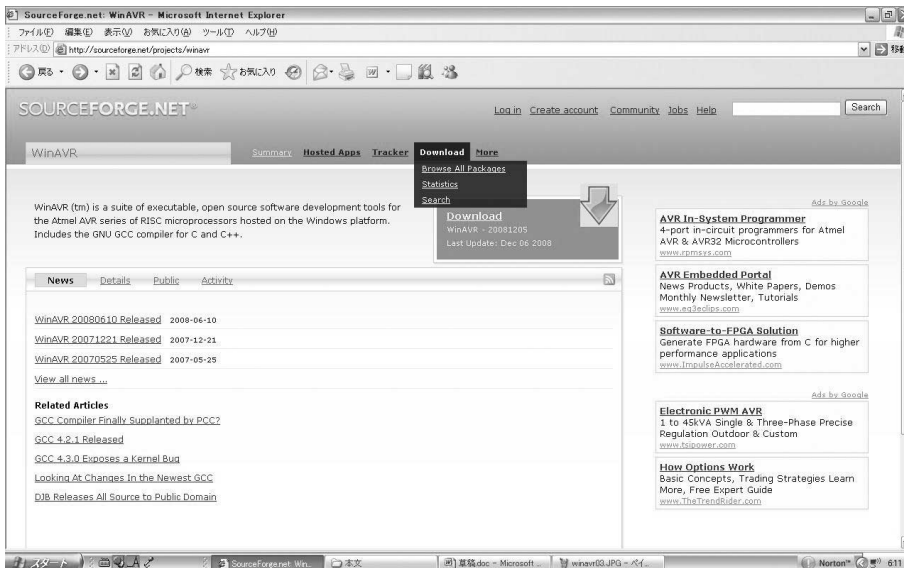 SourceForge.net: WinAVR - Microsoft Internet Explorer
ファイル(F) 編集(E) 表示(V) お気に入り(A) ツール(T) ヘルプ(H)
アドレス(D) http://sourceforge.net/projects/winavr
戻る 検索 お気に入り
SOURCEFORGE.NET®
Log in Create account Community Jobs Help Search
WinAVR Summary Hosted Apps Tracker Download More
Browse All Packages
Statistics
Search
WinAVR (tm) is a suite of executable, open source software development tools for
the Atmel AVR series of RISC microprocessors hosted on the Windows platform.
Includes the GNU GCC compiler for C and C++.
Download
WinAVR - 20081205
Last Update: Dec 06 2008
News Details Public Activity
WinAVR 20080610 Released 2008-06-10
WinAVR 20071221 Released 2007-12-21
WinAVR 20070525 Released 2007-05-25
View all news ...
Related Articles
GCC Compiler Finally Supplanted by PCC?
GCC 4.2.1 Released
GCC 4.3.0 Exposes a Kernel Bug
Looking At Changes In the Newest GCC
DJB Releases All Source to Public Domain
Ads by Google
AVR In-System Programmer
4-port in-circuit programmers for Atmel
AVR & AVR32 Microcontrollers
www.rpmsys.com
AVR Embedded Portal
News Products, White Papers, Demos
Monthly Newsletter, Tutorials
www.eg3eclips.com
Software-to-FPGA Solution
Generate FPGA hardware from C for higher
performance applications
www.ImpulseAccelerated.com
Ads by Google
Electronic PWM AVR
1 to 45kVA Single & Three-Phase Precise
Regulation Outdoor & Custom
www.tsipower.com
How Options Work
Basic Concepts, Trading Strategies Learn
More, Free Expert Guide
www.TheTrendRider.com
スタート SourceForge.net: Win... 本文 草稿.doc - Microsoft ... winavr03.JPG - ペイ... Norton™ 6:11